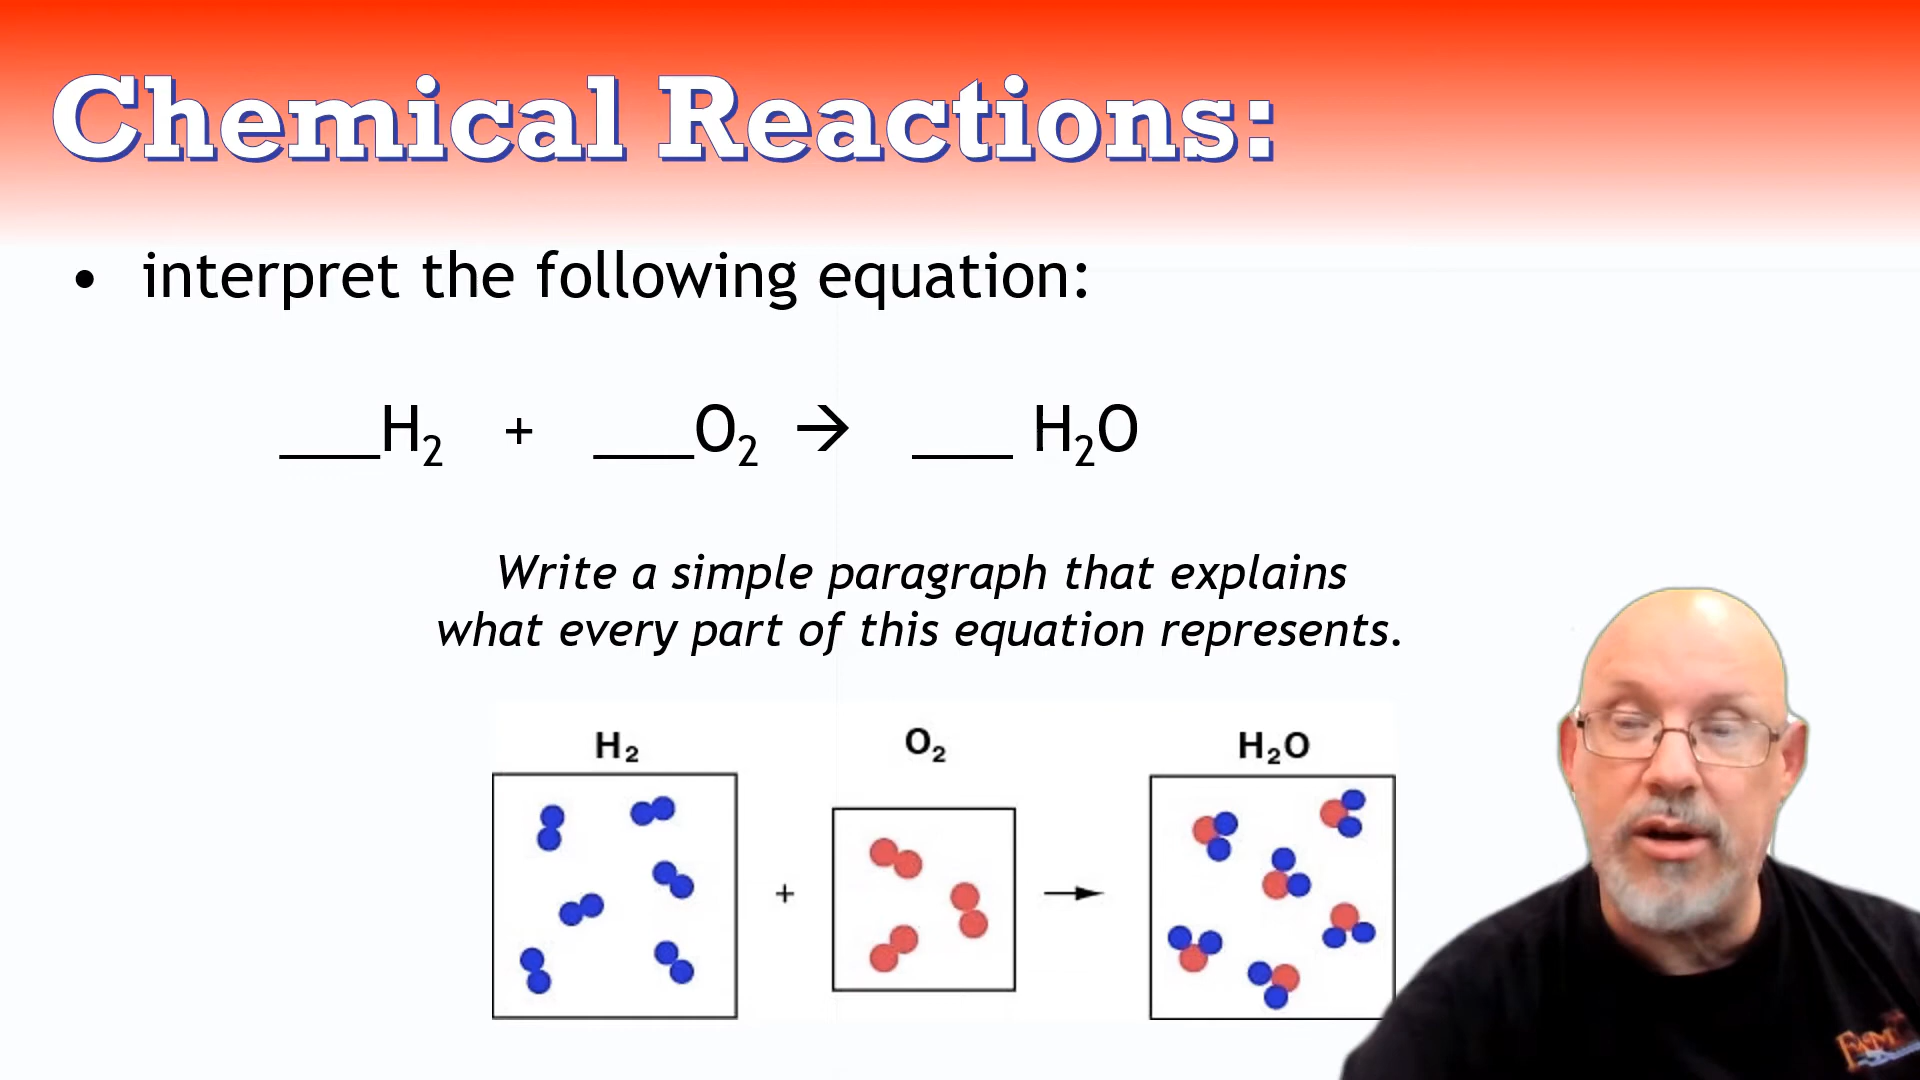 Chemical Reactions:
• interpret the following equation:
___H₂ + ___O₂ → ___ H₂O
Write a simple paragraph that explains
what every part of this equation represents.
H₂ O₂ H₂O
+ →